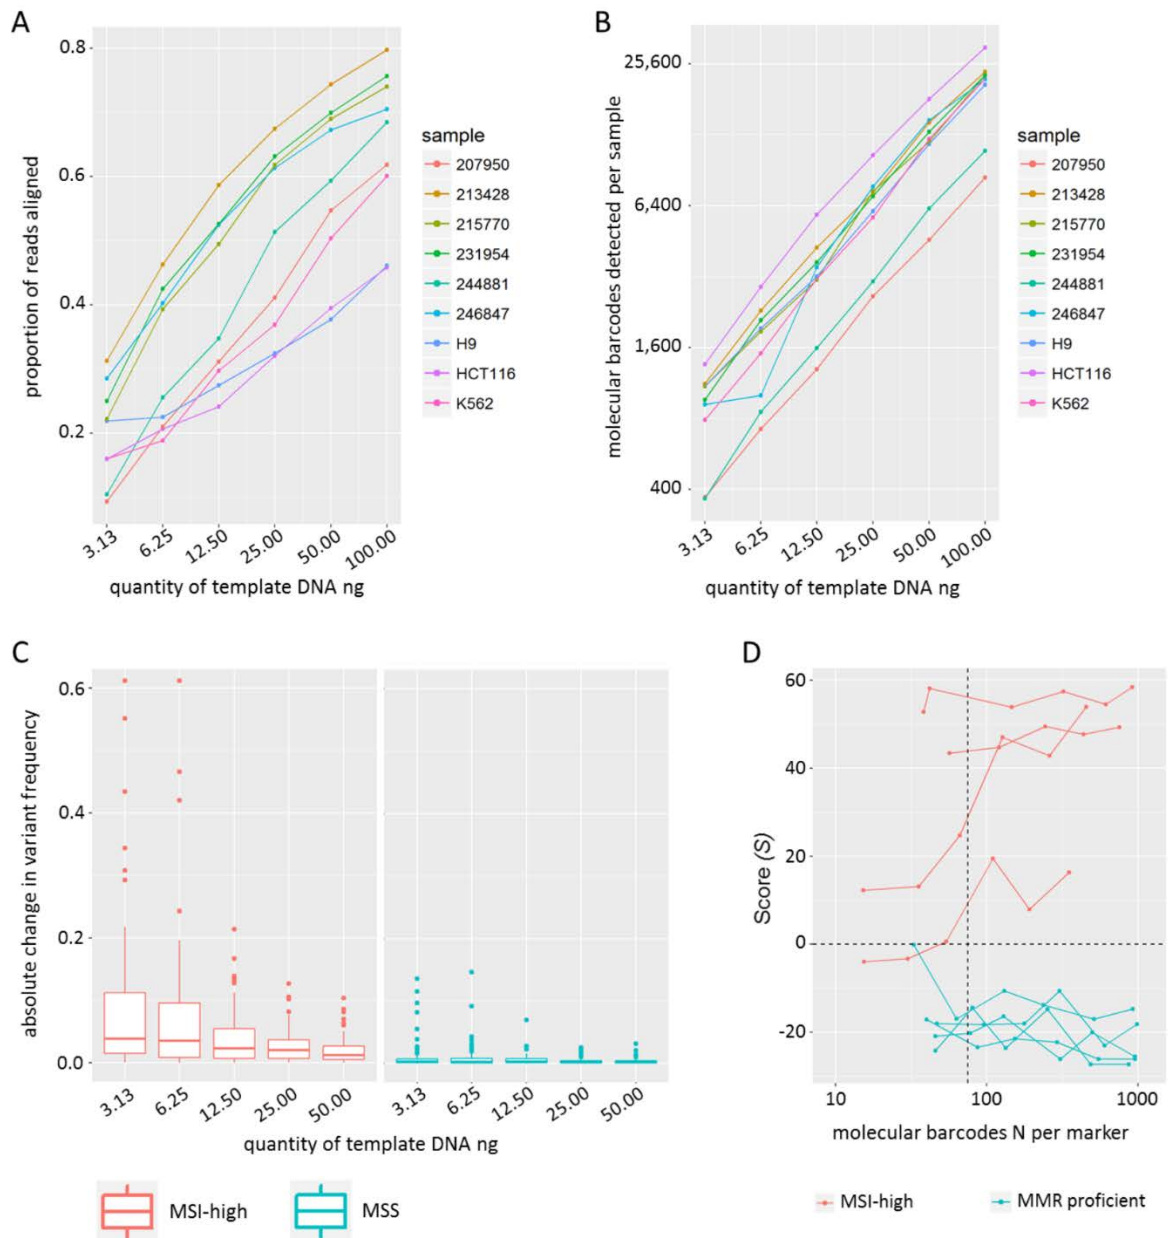 A
0.8
0.6
0.4
0.2
proportion of reads aligned
3.13
6.25
12.50
25.00
50.00
100.00
quantity of template DNA ng
sample
207950
213428
215770
231954
244881
246847
H9
HCT116
K562
B
25,600
6,400
1,600
400
molecular barcodes detected per sample
3.13
6.25
12.50
25.00
50.00
100.00
quantity of template DNA ng
sample
207950
213428
215770
231954
244881
246847
H9
HCT116
K562
C
0.6
0.4
0.2
0.0
absolute change in variant frequency
3.13
6.25
12.50
25.00
50.00
3.13
6.25
12.50
25.00
50.00
quantity of template DNA ng
MSI-high
MSS
D
60
40
20
0
-20
Score (S)
10
100
1000
molecular barcodes N per marker
MSI-high
MMR proficient